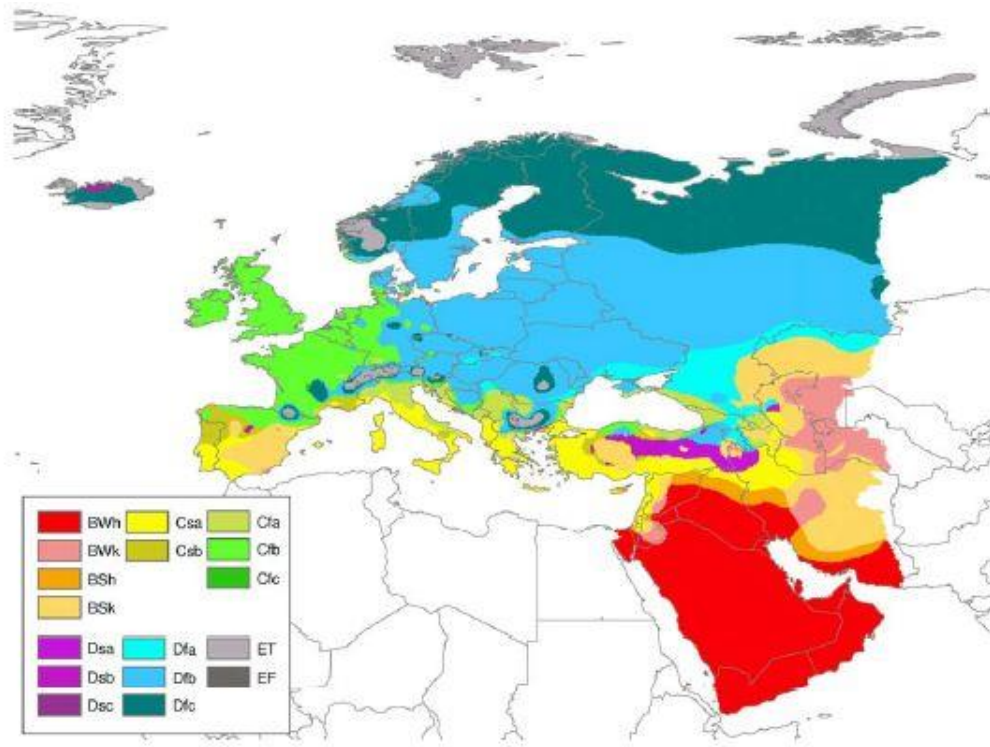 BWh Csa Cfa
BWk Csb Cfb
BSh Cfc
BSk
Dsa Dfa ET
Dsb Dfb EF
Dsc Dfc